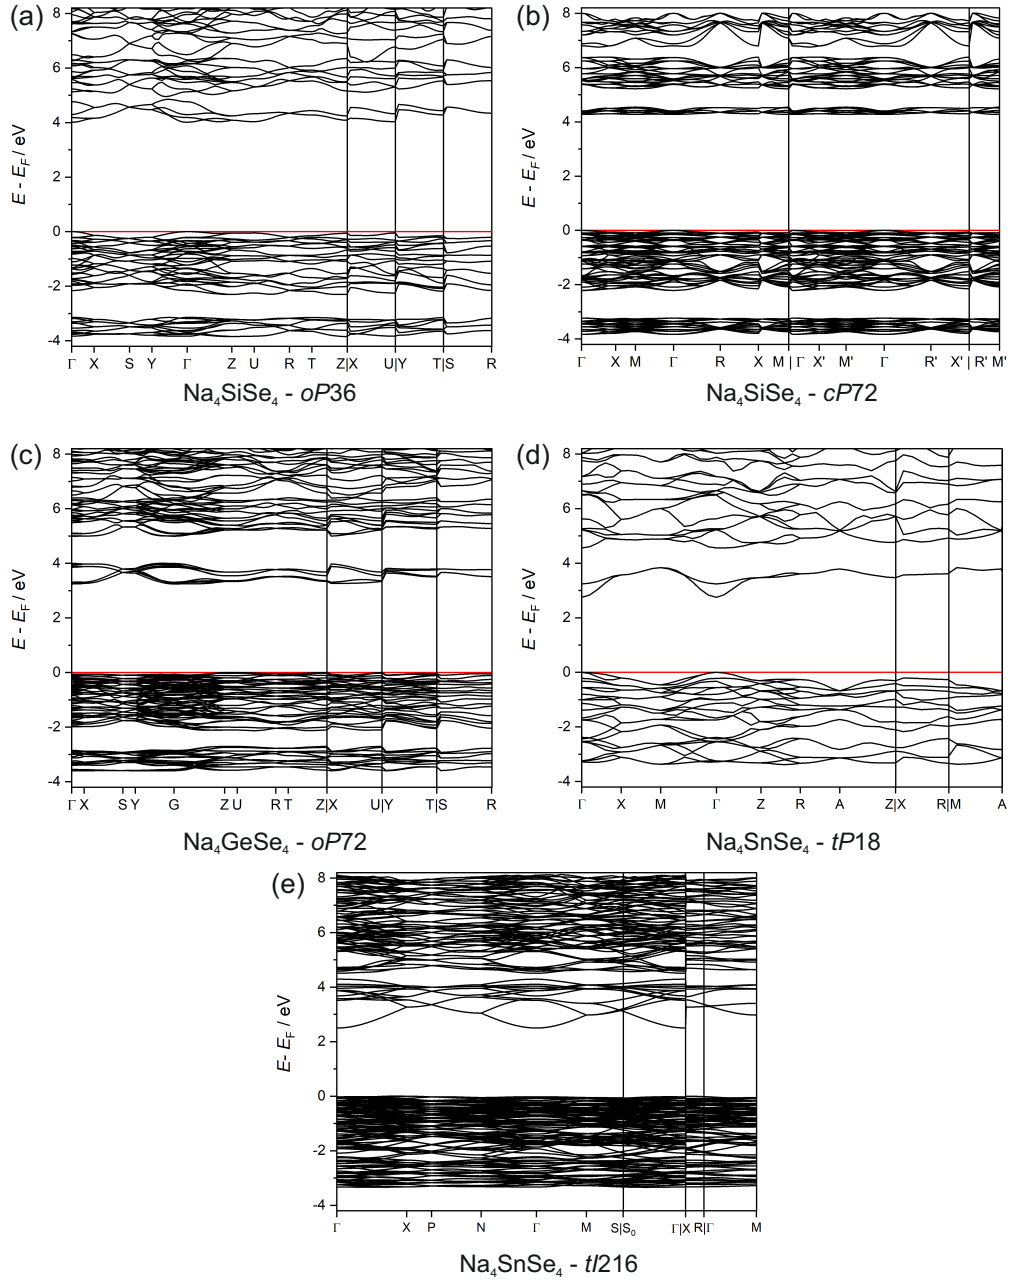 (a)
8
6
4
2
0
-2
-4
E - E_F / eV
Γ X S Y Γ Z U R T Z|X U|Y T|S R
Na₄SiSe₄ - oP36
(b)
8
6
4
2
0
-2
-4
E - E_F / eV
Γ X M Γ R X M | Γ X' M' Γ R' X' | R' M'
Na₄SiSe₄ - cP72
(c)
8
6
4
2
0
-2
-4
E - E_F / eV
Γ X S Y G Z U R T Z|X U|Y T|S R
Na₄GeSe₄ - oP72
(d)
8
6
4
2
0
-2
-4
E - E_F / eV
Γ X M Γ Z R A Z|X R|M A
Na₄SnSe₄ - tP18
(e)
8
6
4
2
0
-2
-4
E- E_F / eV
Γ X P N Γ M S|S₀ Γ|X R|Γ M
Na₄SnSe₄ - tI216